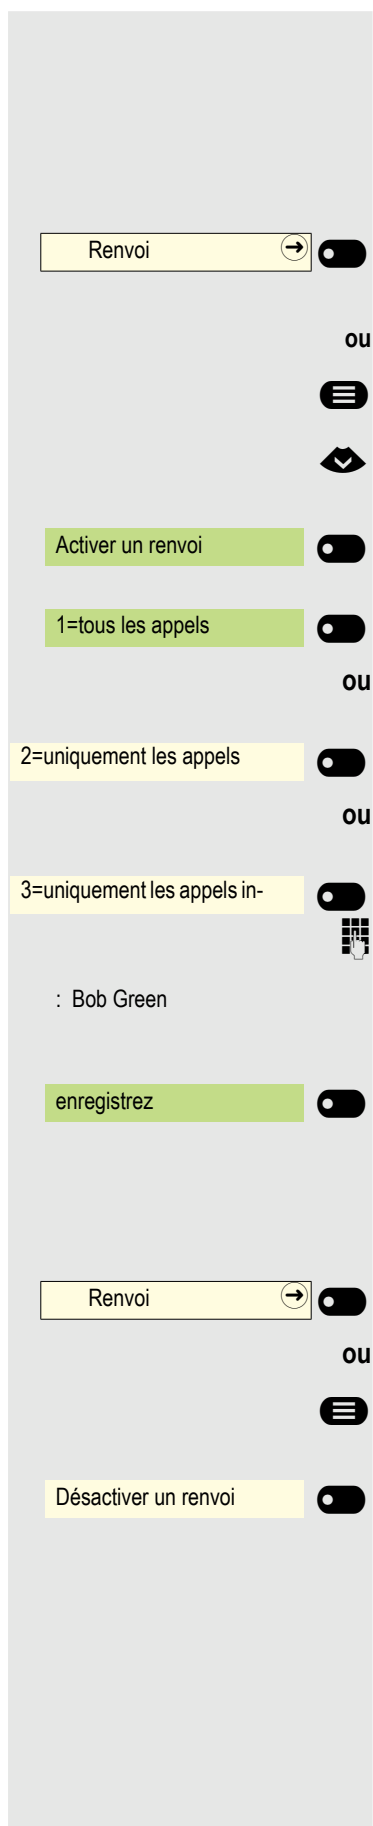 Renvoi
ou
Activer un renvoi
1=tous les appels
ou
2=uniquement les appels
ou
3=uniquement les appels in-
: Bob Green
enregistrez
Renvoi
ou
Désactiver un renvoi